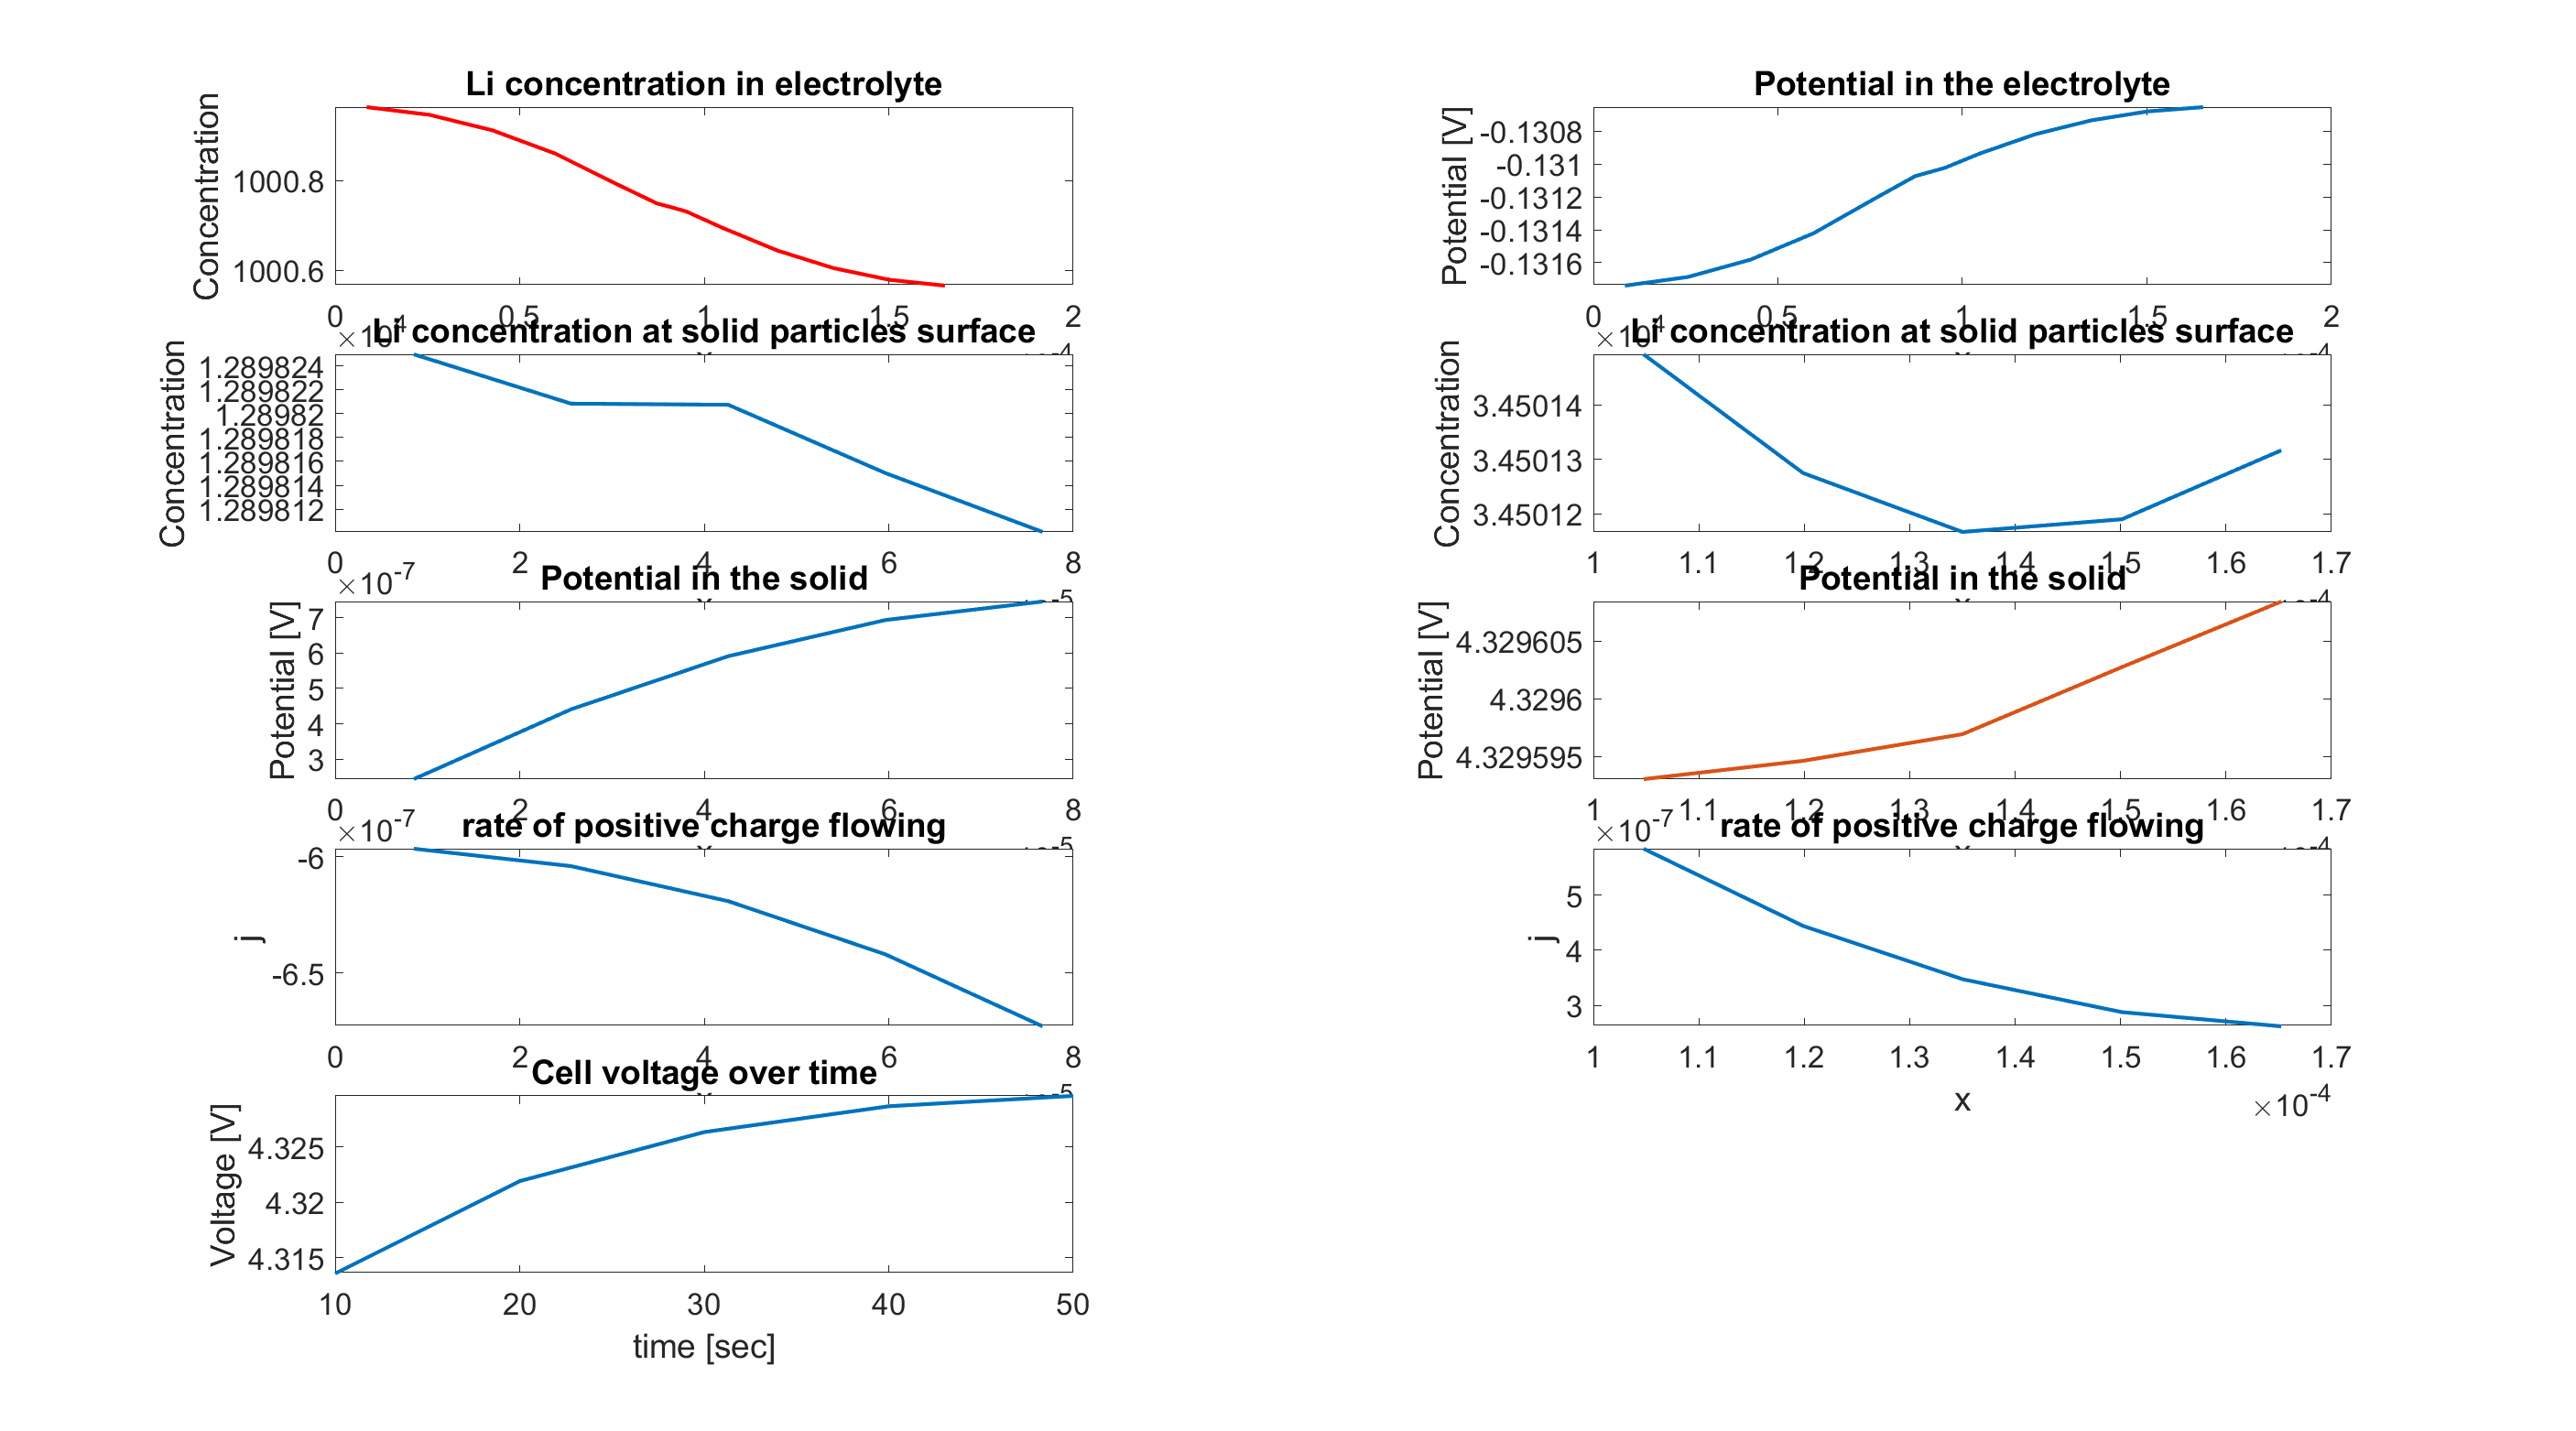 Li concentration in electrolyte
Concentration
1000.8
1000.6
0 0.5 1 1.5 2
Potential in the electrolyte
Potential [V]
-0.1308
-0.131
-0.1312
-0.1314
-0.1316
0 0.5 1 1.5 2
×10⁴
Li concentration at solid particles surface
Concentration
1.289824
1.289822
1.28982
1.289818
1.289816
1.289814
1.289812
0 2 4 6 8
×10⁴
Li concentration at solid particles surface
Concentration
3.45014
3.45013
3.45012
1 1.1 1.2 1.3 1.4 1.5 1.6 1.7
×10⁻⁷
Potential in the solid
Potential [V]
7
6
5
4
3
0 2 4 6 8
Potential in the solid
Potential [V]
4.329605
4.3296
4.329595
1 1.1 1.2 1.3 1.4 1.5 1.6 1.7
×10⁻⁷
rate of positive charge flowing
j
-6
-6.5
0 2 4 6 8
×10⁻⁷
rate of positive charge flowing
j
5
4
3
1 1.1 1.2 1.3 1.4 1.5 1.6 1.7
x
×10⁻⁴
Cell voltage over time
Voltage [V]
4.325
4.32
4.315
10 20 30 40 50
time [sec]